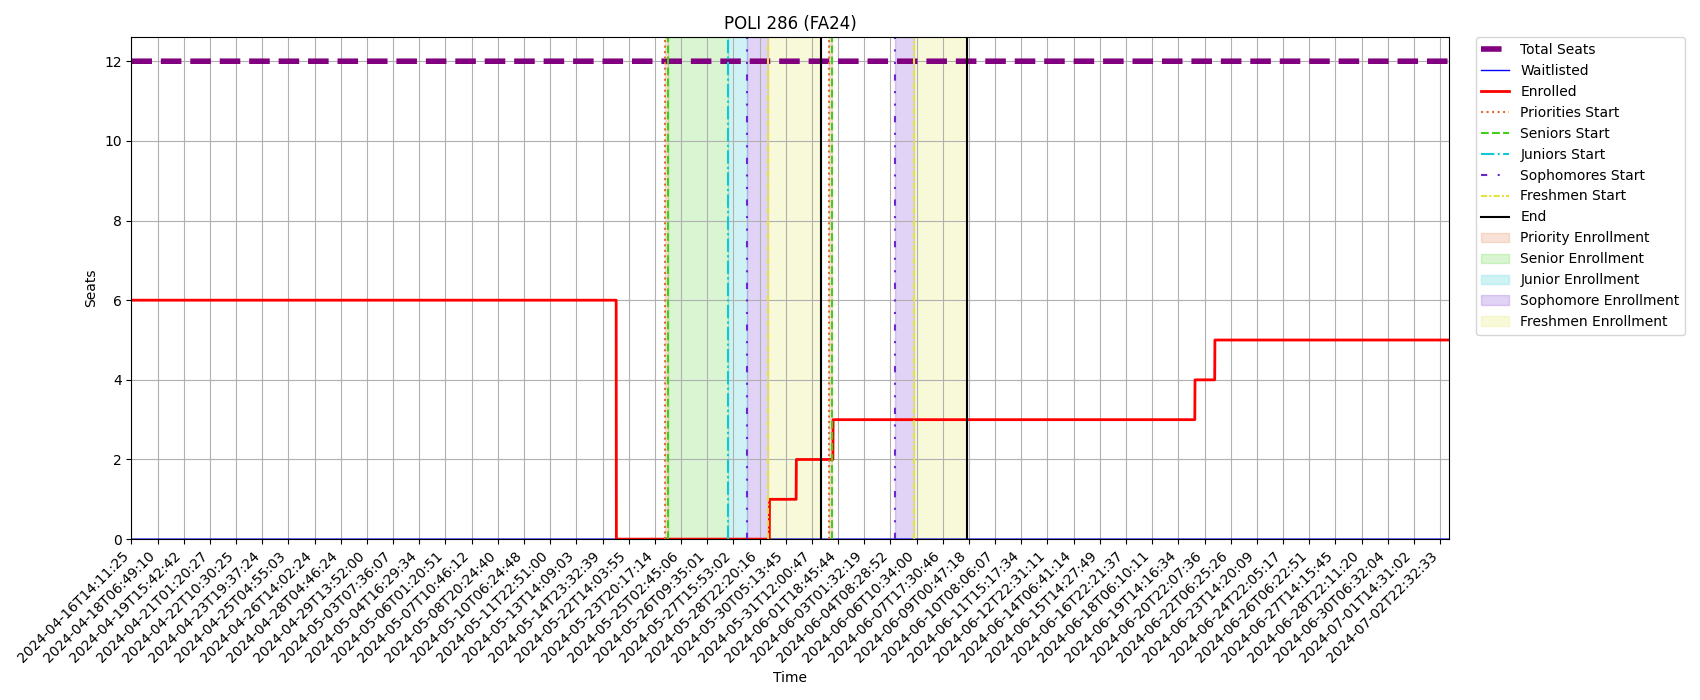 POLI 286 (FA24)
Seats
12
10
8
6
4
2
0
2024-04-16T14:11:25
2024-04-18T06:49:10
2024-04-19T15:42:42
2024-04-21T01:20:27
2024-04-22T10:30:25
2024-04-23T19:37:24
2024-04-25T04:55:03
2024-04-26T14:02:24
2024-04-28T04:46:24
2024-04-29T13:52:00
2024-05-03T07:36:07
2024-05-04T16:29:34
2024-05-06T01:20:51
2024-05-07T10:46:12
2024-05-08T20:24:40
2024-05-10T06:24:48
2024-05-11T22:51:00
2024-05-13T14:09:03
2024-05-14T23:32:39
2024-05-22T14:03:55
2024-05-23T20:17:14
2024-05-25T02:45:06
2024-05-26T09:35:01
2024-05-27T15:53:02
2024-05-28T22:20:16
2024-05-30T05:13:45
2024-05-31T12:00:47
2024-06-01T18:45:44
2024-06-03T01:32:19
2024-06-04T08:28:52
2024-06-06T10:34:00
2024-06-07T17:30:46
2024-06-09T00:47:18
2024-06-10T08:06:07
2024-06-11T15:17:34
2024-06-12T22:31:11
2024-06-14T06:41:14
2024-06-15T14:27:49
2024-06-16T22:21:37
2024-06-18T06:10:11
2024-06-19T14:16:34
2024-06-20T22:07:36
2024-06-22T06:25:26
2024-06-23T14:20:09
2024-06-24T22:05:17
2024-06-26T06:22:51
2024-06-27T14:15:45
2024-06-28T22:11:20
2024-06-30T06:32:04
2024-07-01T14:31:02
2024-07-02T22:32:33
Time
Total Seats
Waitlisted
Enrolled
Priorities Start
Seniors Start
Juniors Start
Sophomores Start
Freshmen Start
End
Priority Enrollment
Senior Enrollment
Junior Enrollment
Sophomore Enrollment
Freshmen Enrollment